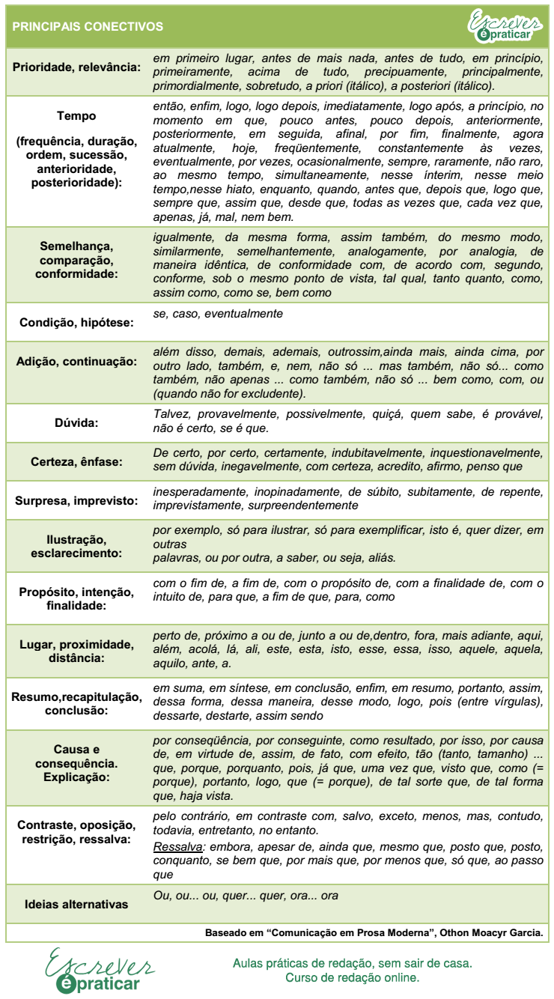 PRINCIPAIS CONECTIVOS
Escrever
é praticar
Prioridade, relevância:
em primeiro lugar, antes de mais nada, antes de tudo, em princípio,
primeiramente, acima de tudo, precipuamente, principalmente,
primordialmente, sobretudo, a priori (itálico), a posteriori (itálico).
Tempo
(frequência, duração,
ordem, sucessão,
anterioridade,
posterioridade):
então, enfim, logo, logo depois, imediatamente, logo após, a princípio, no
momento em que, pouco antes, pouco depois, anteriormente,
posteriormente, em seguida, afinal, por fim, finalmente, agora
atualmente, hoje, freqüentemente, constantemente às vezes,
eventualmente, por vezes, ocasionalmente, sempre, raramente, não raro,
ao mesmo tempo, simultaneamente, nesse ínterim, nesse meio
tempo,nesse hiato, enquanto, quando, antes que, depois que, logo que,
sempre que, assim que, desde que, todas as vezes que, cada vez que,
apenas, já, mal, nem bem.
Semelhança,
comparação,
conformidade:
igualmente, da mesma forma, assim também, do mesmo modo,
similarmente, semelhantemente, analogamente, por analogia, de
maneira idêntica, de conformidade com, de acordo com, segundo,
conforme, sob o mesmo ponto de vista, tal qual, tanto quanto, como,
assim como, como se, bem como
Condição, hipótese:
se, caso, eventualmente
Adição, continuação:
além disso, demais, ademais, outrossim,ainda mais, ainda cima, por
outro lado, também, e, nem, não só ... mas também, não só... como
também, não apenas ... como também, não só ... bem como, com, ou
(quando não for excludente).
Dúvida:
Talvez, provavelmente, possivelmente, quiçá, quem sabe, é provável,
não é certo, se é que.
Certeza, ênfase:
De certo, por certo, certamente, indubitavelmente, inquestionavelmente,
sem dúvida, inegavelmente, com certeza, acredito, afirmo, penso que
Surpresa, imprevisto:
inesperadamente, inopinadamente, de súbito, subitamente, de repente,
imprevistamente, surpreendentemente
Ilustração,
esclarecimento:
por exemplo, só para ilustrar, só para exemplificar, isto é, quer dizer, em
outras
palavras, ou por outra, a saber, ou seja, aliás.
Propósito, intenção,
finalidade:
com o fim de, a fim de, com o propósito de, com a finalidade de, com o
intuito de, para que, a fim de que, para, como
Lugar, proximidade,
distância:
perto de, próximo a ou de, junto a ou de,dentro, fora, mais adiante, aqui,
além, acolá, lá, ali, este, esta, isto, esse, essa, isso, aquele, aquela,
aquilo, ante, a.
Resumo,recapitulação,
conclusão:
em suma, em síntese, em conclusão, enfim, em resumo, portanto, assim,
dessa forma, dessa maneira, desse modo, logo, pois (entre vírgulas),
dessarte, destarte, assim sendo
Causa e
consequência.
Explicação:
por conseqüência, por conseguinte, como resultado, por isso, por causa
de, em virtude de, assim, de fato, com efeito, tão (tanto, tamanho) ...
que, porque, porquanto, pois, já que, uma vez que, visto que, como (=
porque), portanto, logo, que (= porque), de tal sorte que, de tal forma
que, haja vista.
Contraste, oposição,
restrição, ressalva:
pelo contrário, em contraste com, salvo, exceto, menos, mas, contudo,
todavia, entretanto, no entanto.
Ressalva: embora, apesar de, ainda que, mesmo que, posto que, posto,
conquanto, se bem que, por mais que, por menos que, só que, ao passo
que
Ideias alternativas
Ou, ou... ou, quer... quer, ora... ora
Baseado em “Comunicação em Prosa Moderna”, Othon Moacyr Garcia.
Escrever
é praticar
Aulas práticas de redação, sem sair de casa.
Curso de redação online.